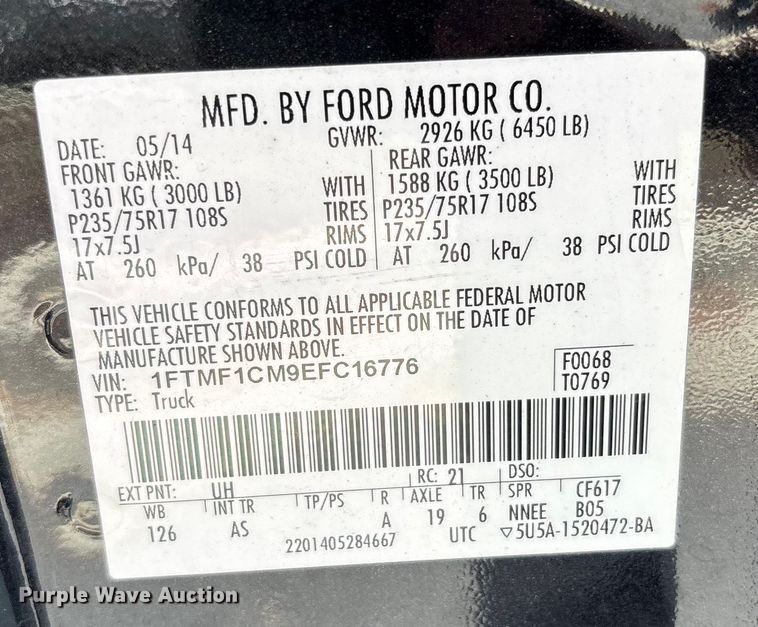 MFD. BY FORD MOTOR CO.
DATE: 05/14 GVWR: 2926 KG ( 6450 LB)
FRONT GAWR: REAR GAWR:
1361 KG ( 3000 LB) WITH 1588 KG ( 3500 LB) WITH
P235/75R17 108S TIRES P235/75R17 108S TIRES
17x7.5J RIMS 17x7.5J RIMS
AT 260 kPa/ 38 PSI COLD AT 260 kPa/ 38 PSI COLD
THIS VEHICLE CONFORMS TO ALL APPLICABLE FEDERAL MOTOR
VEHICLE SAFETY STANDARDS IN EFFECT ON THE DATE OF
MANUFACTURE SHOWN ABOVE.
VIN: 1FTMF1CM9EFC16776 F0068
TYPE: Truck T0769
EXT PNT: UH RC: 21 DSO:
WB INT TR TP/PS R AXLE TR SPR CF617
126 AS A 19 6 NNEE B05
2201405284667 UTC ▽5U5A-1520472-BA
Purple Wave Auction